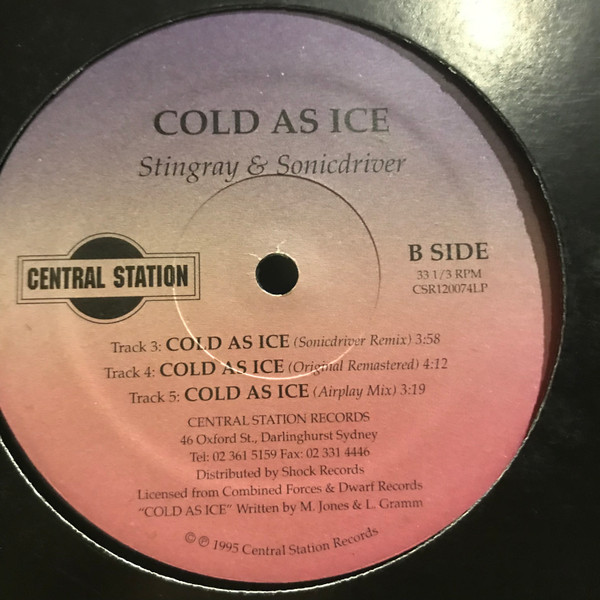 COLD AS ICE
Stingray & Sonicdriver
CENTRAL STATION
B SIDE
33 1/3 RPM
CSR120074LP
Track 3: COLD AS ICE (Sonicdriver Remix) 3:58
Track 4: COLD AS ICE (Original Remastered) 4:12
Track 5: COLD AS ICE (Airplay Mix) 3:19
CENTRAL STATION RECORDS
46 Oxford St., Darlinghurst Sydney
Tel: 02 361 5159 Fax: 02 331 4446
Distributed by Shock Records
Licensed from Combined Forces & Dwarf Records
"COLD AS ICE" Written by M. Jones & L. Gramm
© ℗ 1995 Central Station Records